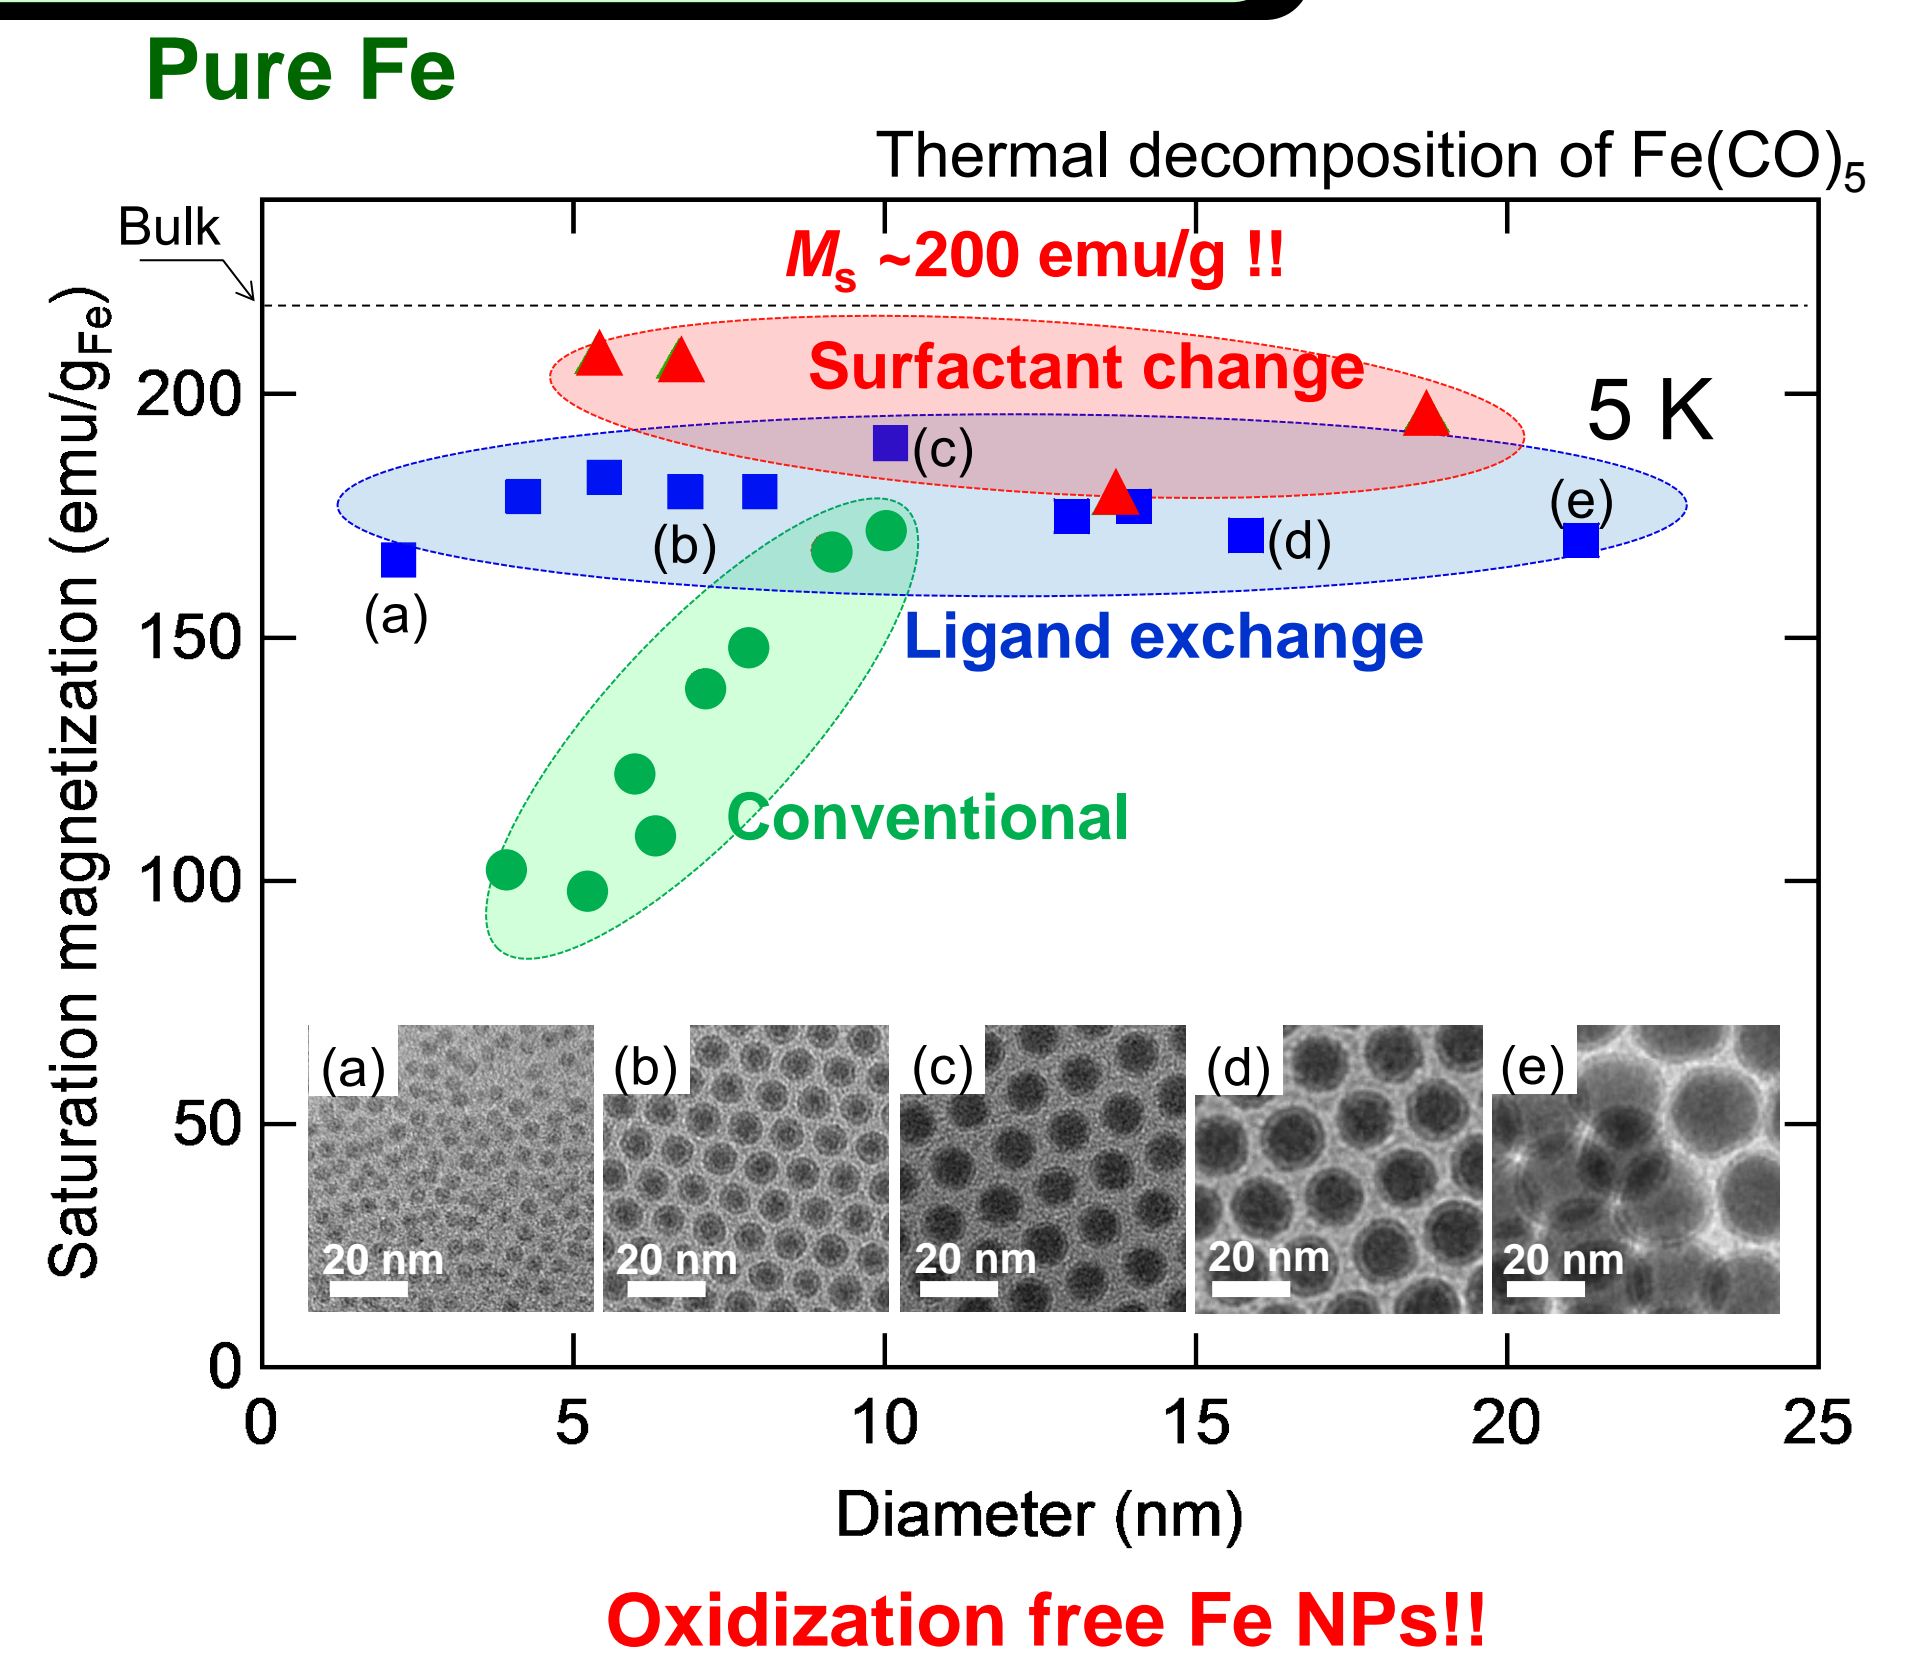 Pure Fe
Thermal decomposition of Fe(CO)₅
Bulk
Mₛ ~200 emu/g !!
Surfactant change
5 K
(c)
(e)
(b)
(d)
(a)
Ligand exchange
Conventional
Saturation magnetization (emu/g_Fe)
200
150
100
50
0
(a)
(b)
(c)
(d)
(e)
20 nm
20 nm
20 nm
20 nm
20 nm
0 5 10 15 20 25
Diameter (nm)
Oxidization free Fe NPs!!